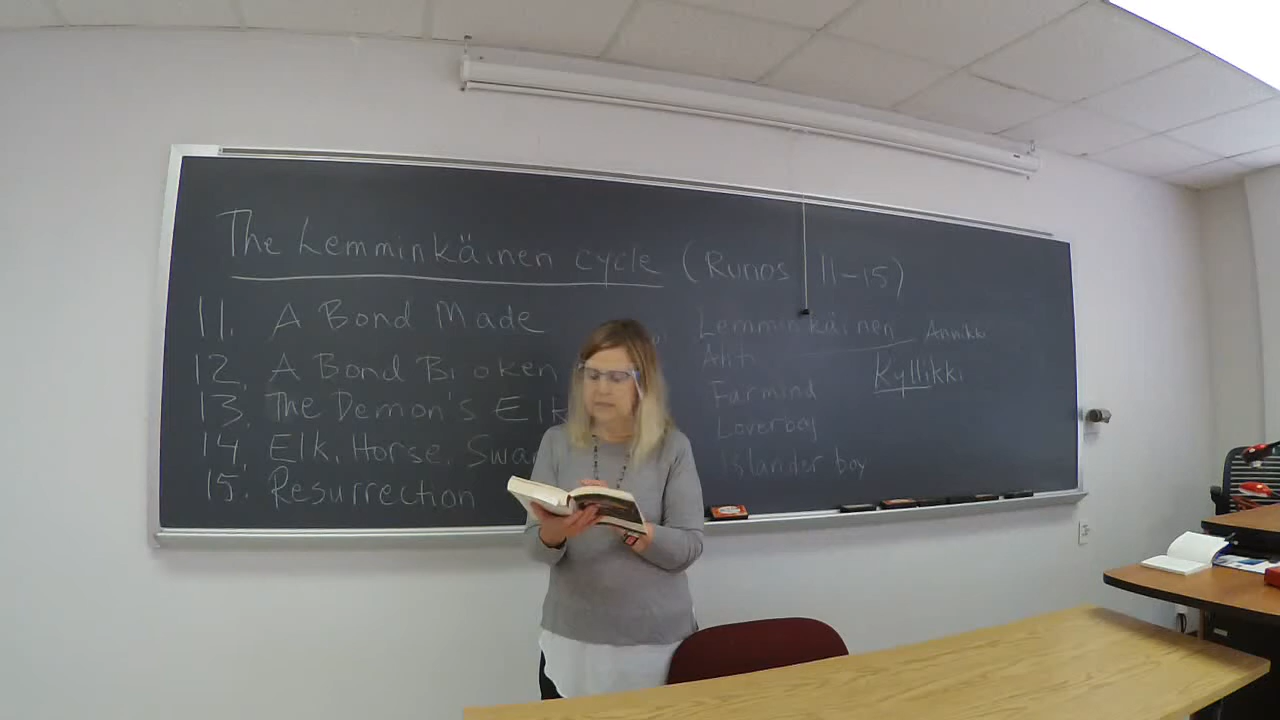 The Lemminkäinen cycle (Runos 11-15)
11. A Bond Made
12. A Bond Broken
13. The Demon's Elk
14. Elk, Horse, Swan
15. Resurrection
Lemminkäinen Annikki
Ahti
Kyllikki
Farmind
Loverboy
Islander boy